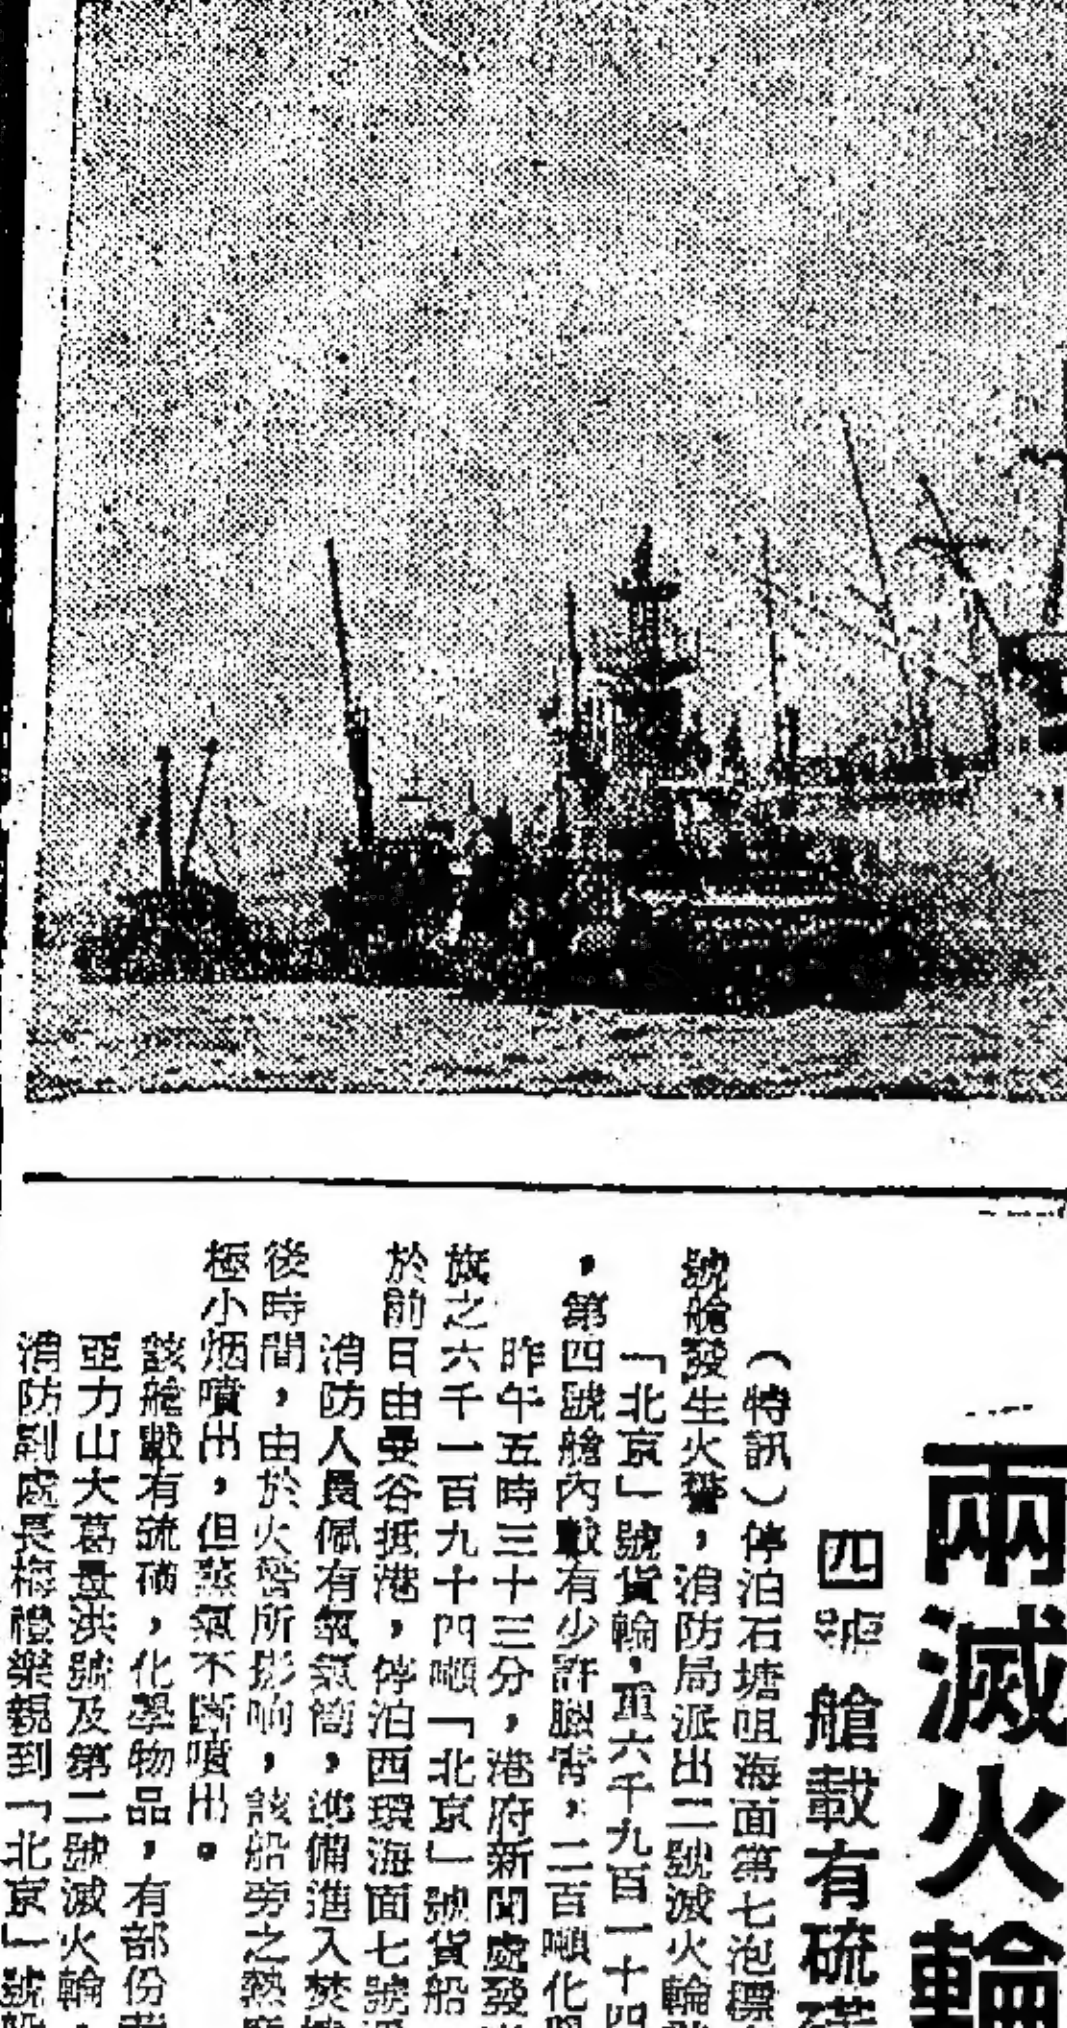 兩滅火輪
四號艙載有硫磺
（特訊）停泊石塘咀海面第七泡標
號艙發生火警，消防局派出二號滅火輪
「北京」號貨輪，重六千九百一十四
，第四號艙內載有少許，二百噸化
昨午五時三十三分，港府新聞處發
旗之六千一百九十四噸「北京」號貨船
於前日由曼谷抵港，停泊西環海面七號
消防人員佩有氧氣筒，準備進入焚
後時間，由於火警所影响，該船旁之熱
極小烟噴出，但蒸氣不斷噴出。
該艙載有硫磺，化學物品，有部份
亞力山大葛量洪號及第二號滅火輪，
消防副處長梅禮樂親到「北京」號